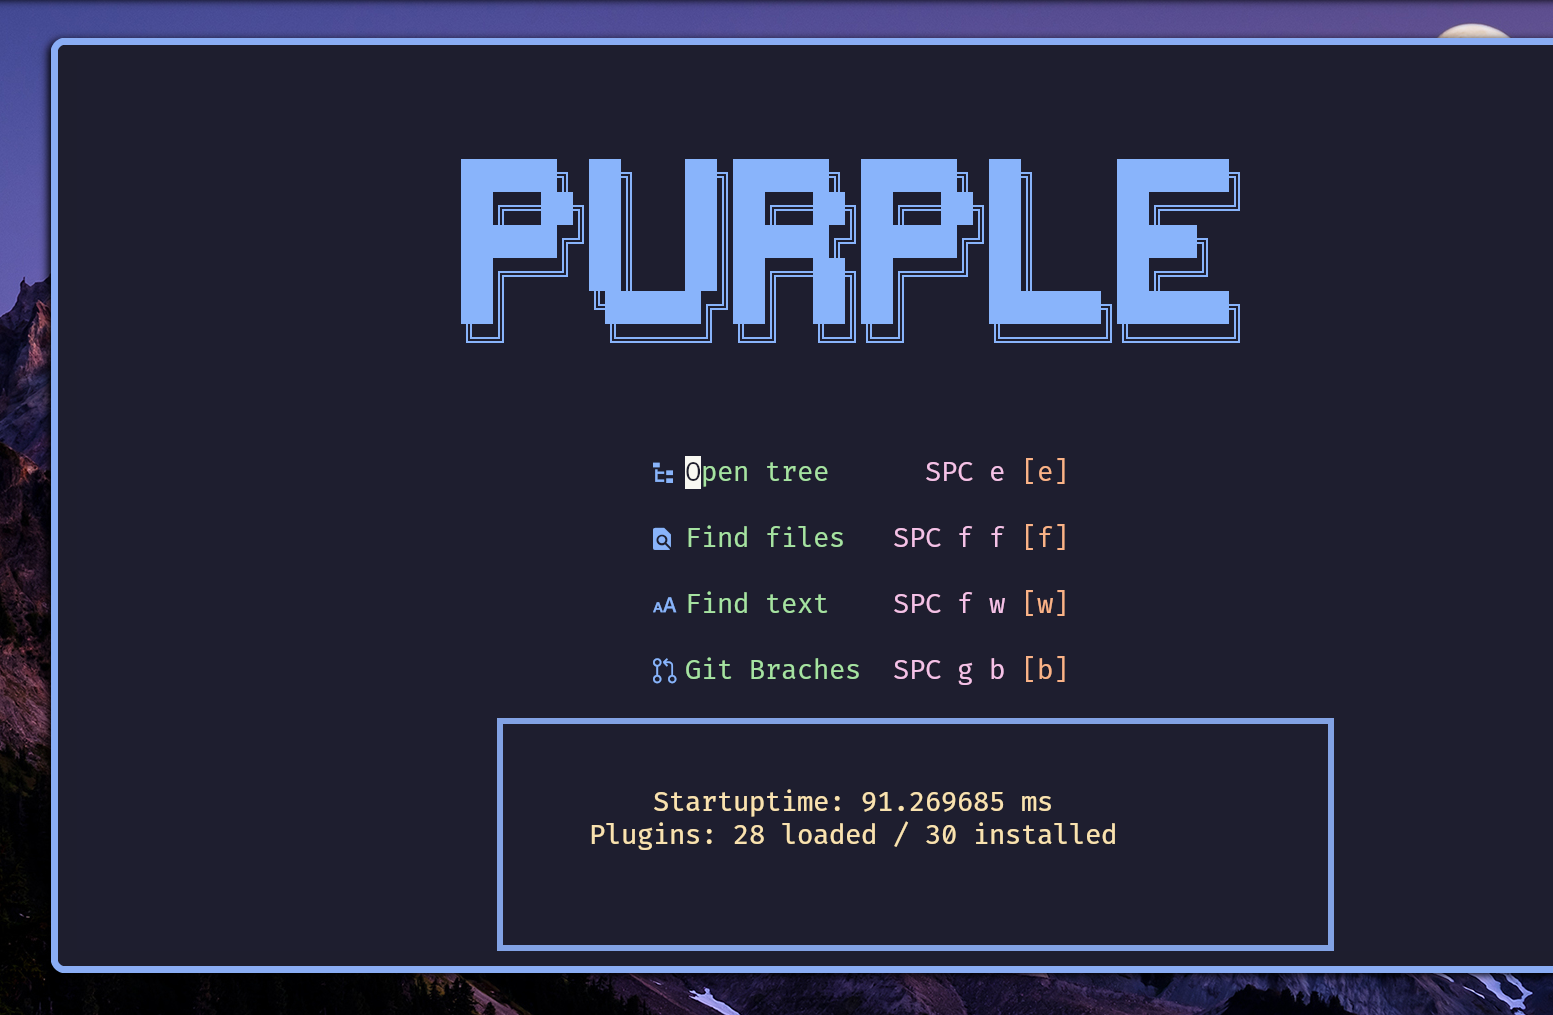 PURPLE
Open tree SPC e [e]
Find files SPC f f [f]
Find text SPC f w [w]
Git Braches SPC g b [b]
Startuptime: 91.269685 ms
Plugins: 28 loaded / 30 installed